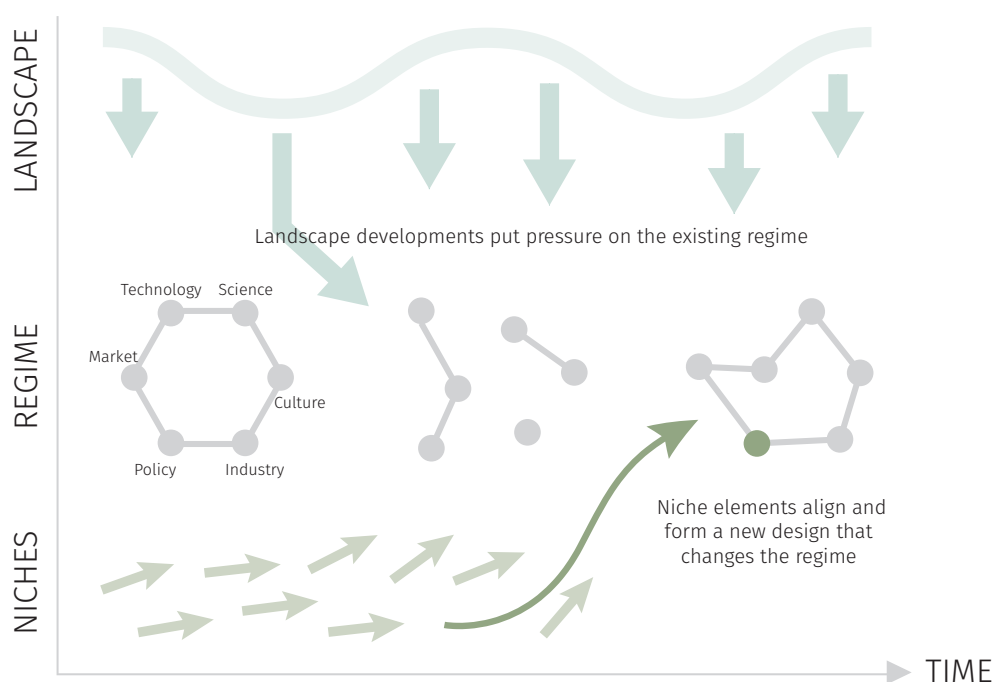 LANDSCAPE
Landscape developments put pressure on the existing regime
REGIME
Technology
Science
Market
Culture
Policy
Industry
Niche elements align and
form a new design that
changes the regime
NICHES
TIME